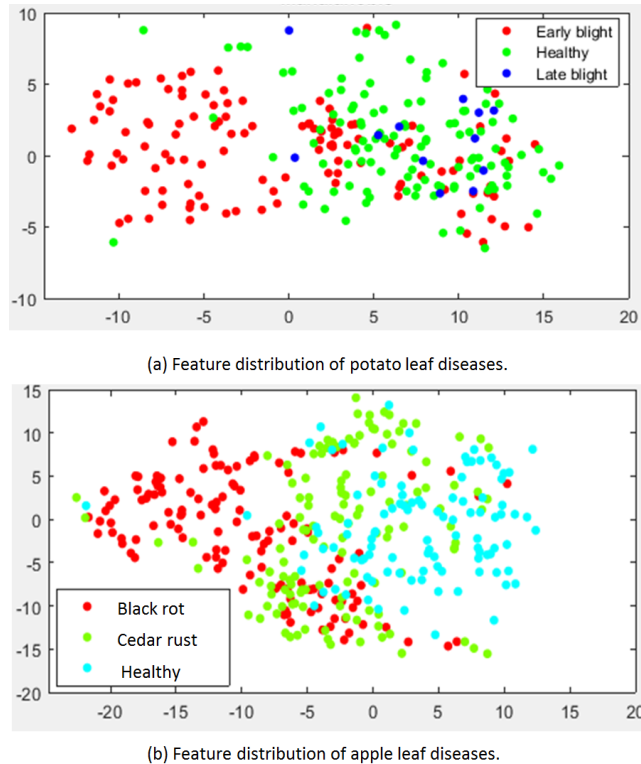 10
Early blight
Healthy
Late blight
5
0
-5
-10
-10 -5 0 5 10 15 20
(a) Feature distribution of potato leaf diseases.
15
10
5
0
-5
-10
-15
-20
Black rot
Cedar rust
Healthy
-20 -15 -10 -5 0 5 10 15 20
(b) Feature distribution of apple leaf diseases.